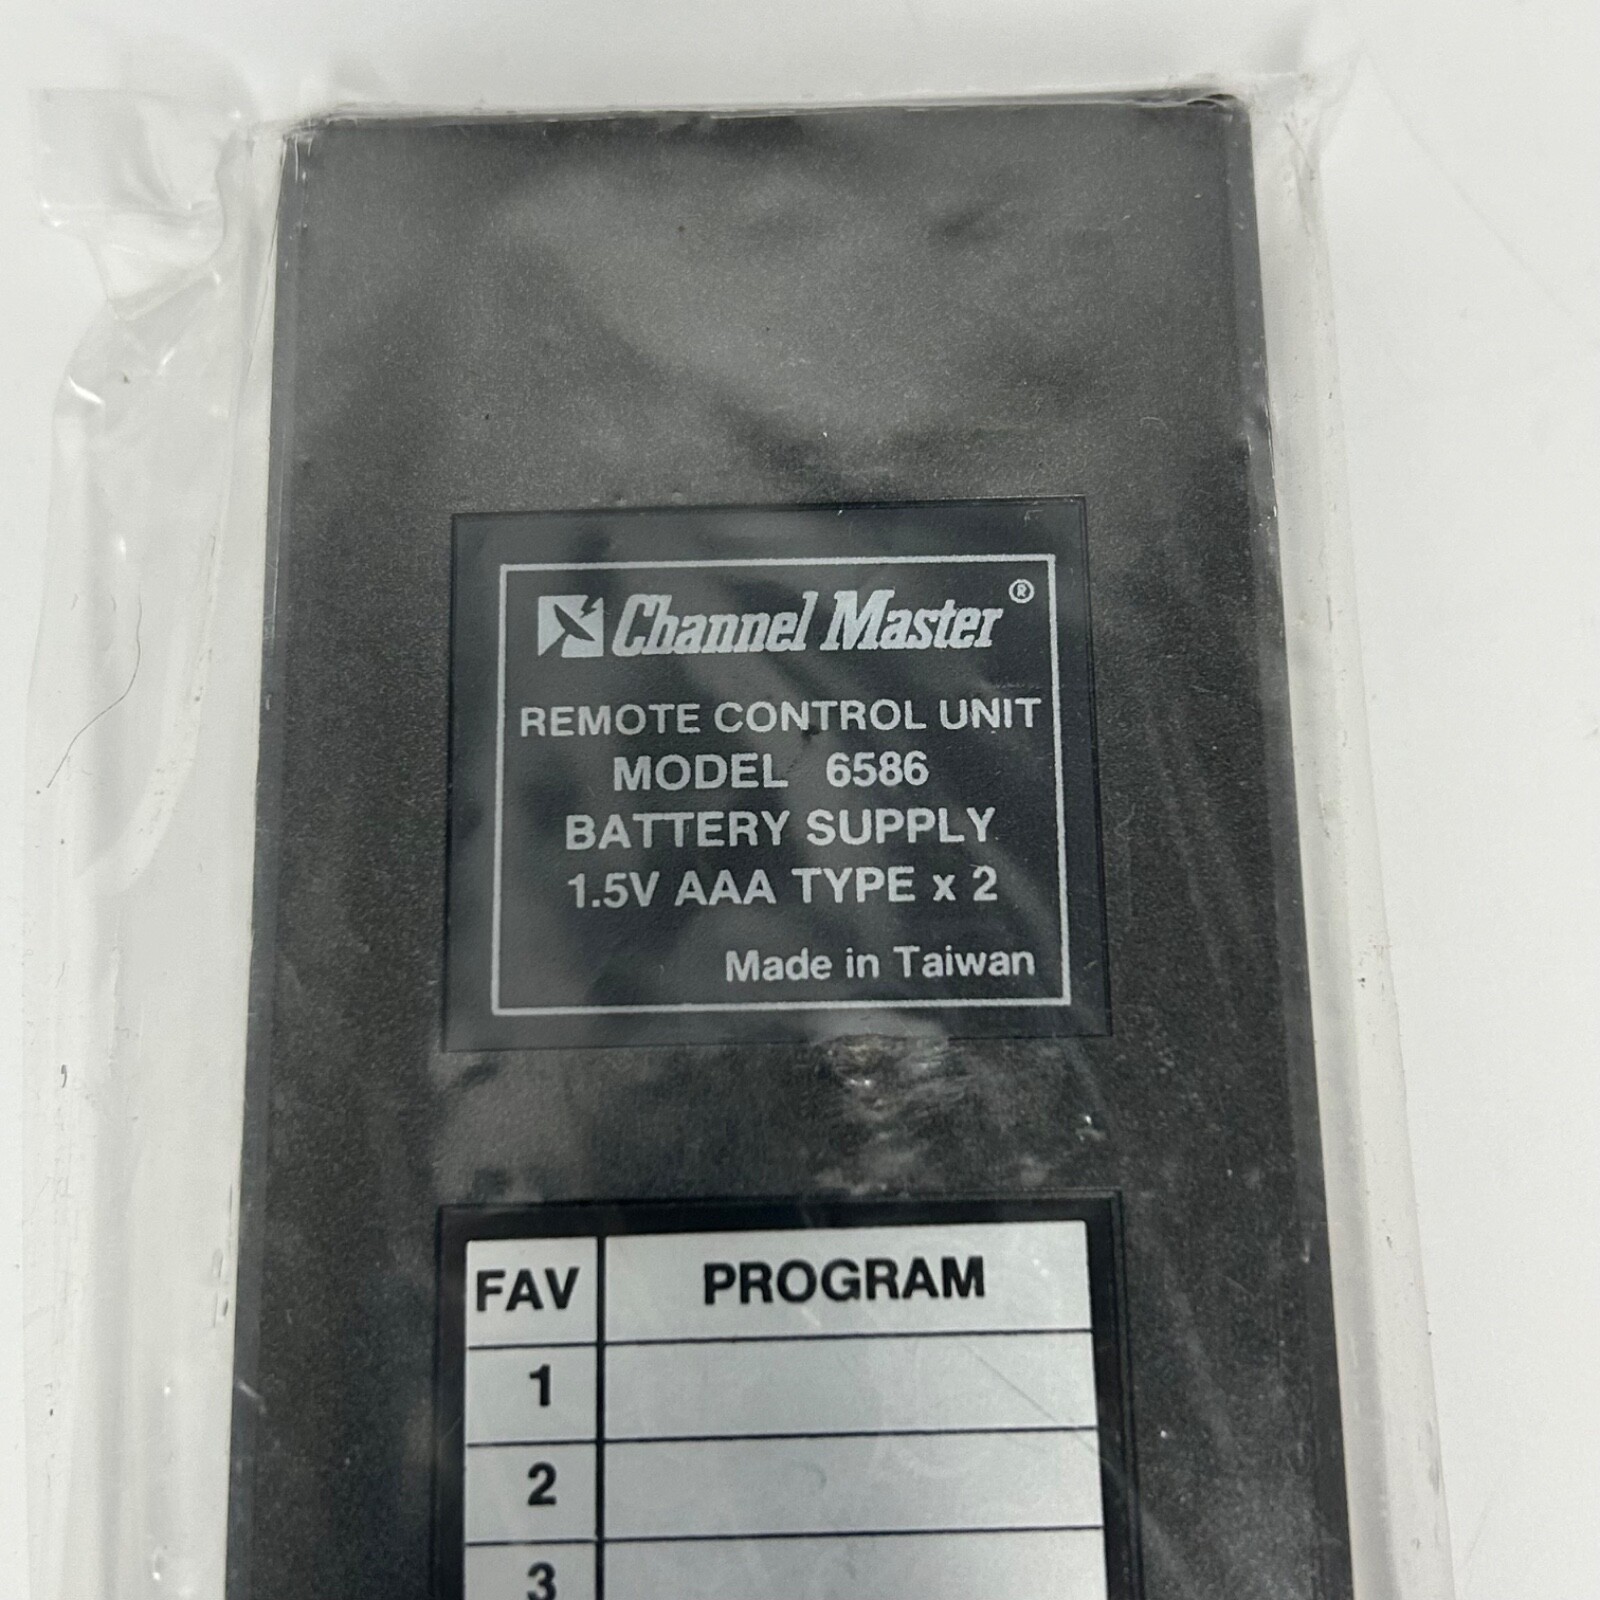 Channel Master ®
REMOTE CONTROL UNIT
MODEL 6586
BATTERY SUPPLY
1.5V AAA TYPE x 2
Made in Taiwan
FAV PROGRAM
1
2
3